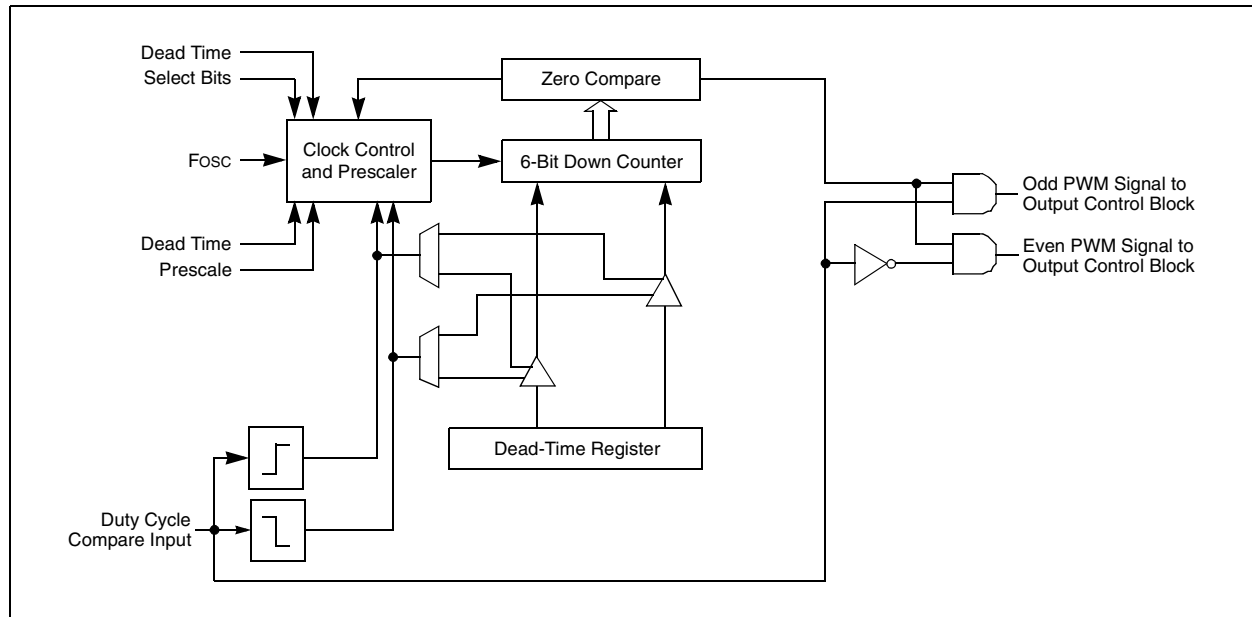 Dead Time
Select Bits
Zero Compare
Clock Control
and Prescaler
6-Bit Down Counter
FOSC
Odd PWM Signal to
Output Control Block
Even PWM Signal to
Output Control Block
Dead Time
Prescale
Dead-Time Register
Duty Cycle
Compare Input